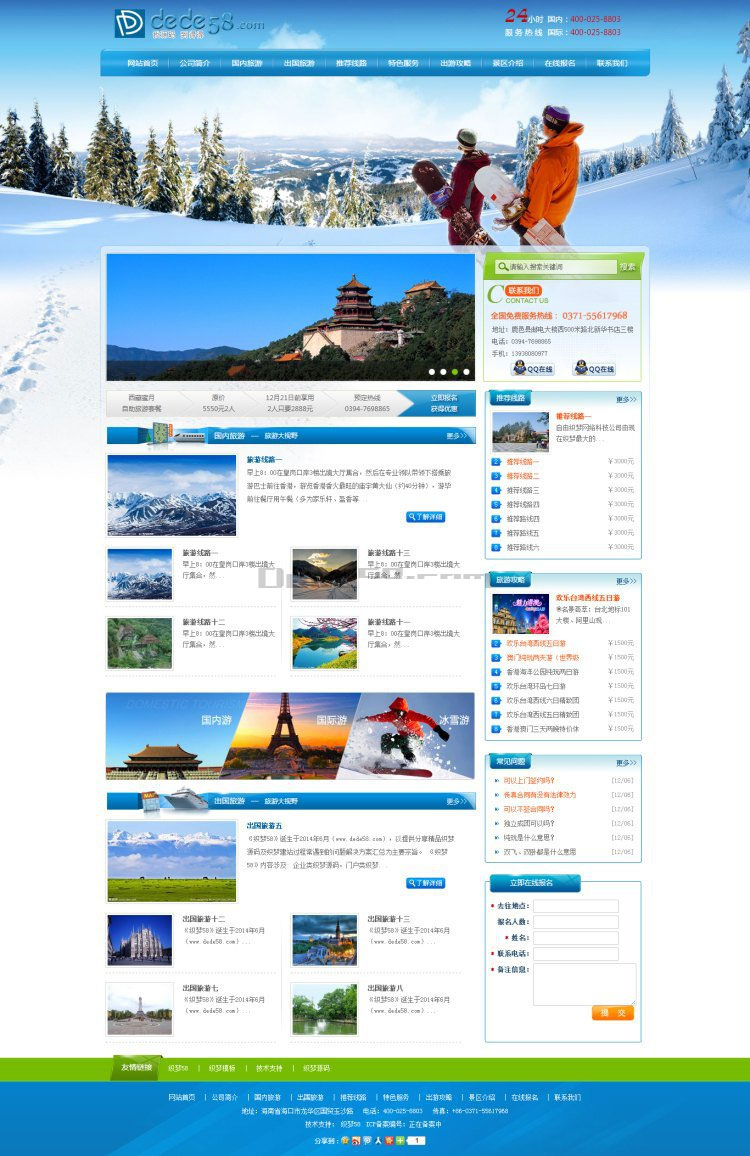 dede58.com
24小时 国内：400-025-8803
服务热线 国际：400-025-8803
网站首页 公司简介 国内旅游 出国旅游 推荐线路 特色服务 出游攻略 景区介绍 在线报名 联系我们
请输入搜索关键词 搜索
联系我们
CONTACT US
全国免费服务热线： 0371-55617968
地址：鹿邑县邮电大楼西500米路北新华书店三楼
电话：0394-7698865
手机：13938080977
QQ在线 QQ在线
西藏蜜月 原价 12月21日前享用 预定热线 立即报名
自助旅游套餐 5550元2人 2人只要2888元 0394-7698865 获得优惠
国内旅游 — 旅游大视野 更多>>
旅游线路一
早上8：00在皇岗口岸3楼出境大厅集合，然后在专业领队带领下搭乘旅
游巴士前往香港，游览香港香火最旺的庙宇黄大仙（约40分钟），游毕
前往餐厅用午餐（多为家乐轩、
了解详细
旅游线路一
早上8：00在皇岗口岸3楼出境大
厅集合，然...
旅游线路十三
早上8：00在皇岗口岸3楼出境大
厅集合，然...
旅游线路十二
早上8：00在皇岗口岸3楼出境大
厅集合，然...
旅游线路十一
早上8：00在皇岗口岸3楼出境大
厅集合，然...
DOMESTIC TOURISM
国内游 国际游 冰雪游
出国旅游 — 旅游大视野 更多>>
出国旅游五
《织梦58》诞生于2014年6月（www.dede58.com），以提供分享精品织梦
源码及织梦建站过程常遇到的问题解决方案汇总为主要宗旨。《织梦
58》内容涉及：企业类织梦源码，门户类织梦...
了解详细
出国旅游十二
《织梦58》诞生于2014年6月
（www.dede58.com）...
出国旅游十三
《织梦58》诞生于2014年6月
（www.dede58.com）...
出国旅游七
《织梦58》诞生于2014年6月
（www.dede58.com）...
出国旅游八
《织梦58》诞生于2014年6月
（www.dede58.com）...
推荐线路 更多>>
推荐线路一
自由织梦网络科技公司由现
在织梦最大的...
2 推荐线路一 ￥3000元
3 推荐线路二 ￥3000元
4 推荐线路三 ￥3000元
5 推荐线路四 ￥3000元
6 推荐路线四 ￥3000元
7 推荐线路五 ￥3000元
8 推荐线路六 ￥3000元
旅游攻略 更多>>
欢乐台湾西线五日游
*名景荟萃：台北地标101
大楼、阿里山观...
2 欢乐台湾西线五日游 ￥1500元
3 澳门纯玩两天游（世界级 ￥1500元
4 香港海洋公园纯玩两日游 ￥1500元
5 欢乐台湾环岛七日游 ￥1500元
6 欢乐台湾西线六日精致团 ￥1500元
7 欢乐台湾西线五日精致团 ￥1500元
8 香港澳门三天两晚特价体 ￥1500元
常见问题 更多>>
可以上门签约吗？ [12/06]
传真合同有没有法律效力 [12/06]
可以不签合同吗？ [12/06]
独立成团可以吗？ [12/06]
纯玩是什么意思？ [12/06]
双飞、双卧都是什么意思 [12/06]
立即在线报名
* 去往地点：
报名人数：
* 姓名：
* 联系电话：
* 备注信息：
提 交
友情链接 织梦58 | 织梦模板 | 技术支持 | 织梦源码
网站首页 | 公司简介 | 国内旅游 | 出国旅游 | 推荐线路 | 特色服务 | 出游攻略 | 景区介绍 | 在线报名 | 联系我们
地址：海南省海口市龙华区国贸玉沙路 电话：400-025-8803 传真：+86-0371-55617968
技术支持： 织梦58 ICP备案编号：正在备案中
分享到： 1